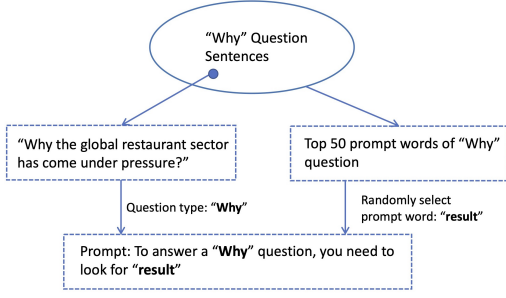 “Why” Question
Sentences
“Why the global restaurant sector
has come under pressure?”
Top 50 prompt words of “Why”
question
Question type: “Why”
Randomly select
prompt word: “result”
Prompt: To answer a “Why” question, you need to
look for “result”